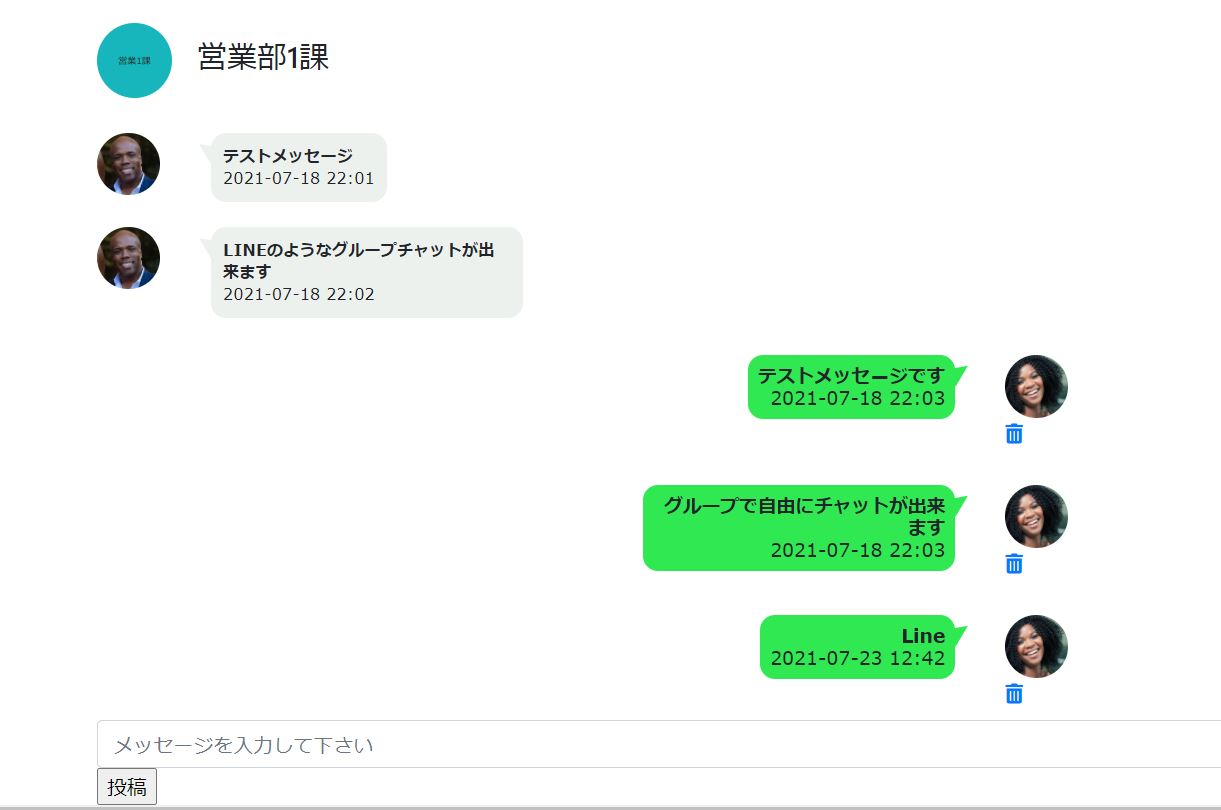 営業1課
営業部1課
テストメッセージ
2021-07-18 22:01
LINEのようなグループチャットが出
来ます
2021-07-18 22:02
テストメッセージです
2021-07-18 22:03
グループで自由にチャットが出来
ます
2021-07-18 22:03
Line
2021-07-23 12:42
メッセージを入力して下さい
投稿